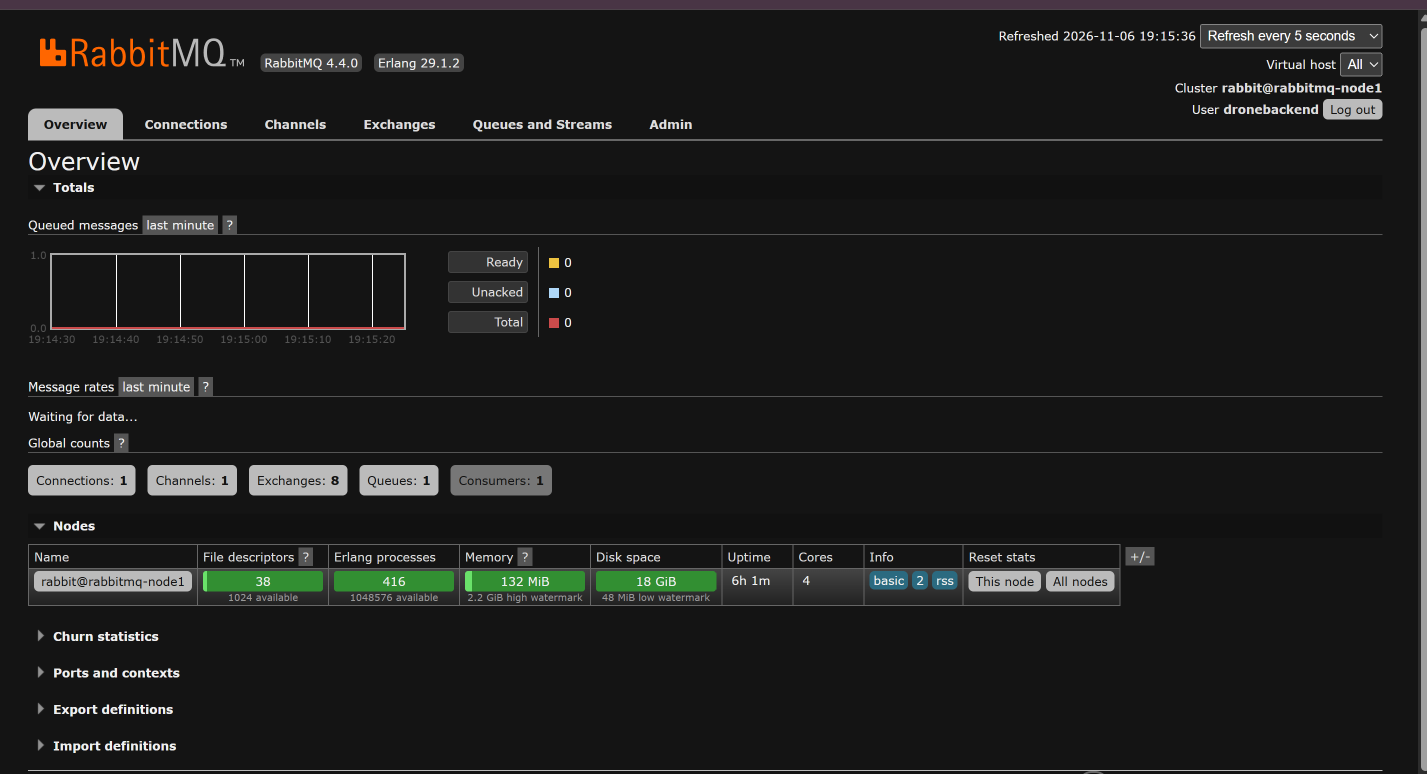 RabbitMQ TM RabbitMQ 4.4.0 Erlang 29.1.2
Refreshed 2026-11-06 19:15:36 Refresh every 5 seconds
Virtual host All
Cluster rabbit@rabbitmq-node1
User dronebackend Log out
Overview Connections Channels Exchanges Queues and Streams Admin
Overview
Totals
Queued messages last minute ?
1.0
0.0
19:14:30 19:14:40 19:14:50 19:15:00 19:15:10 19:15:20
Ready 0
Unacked 0
Total 0
Message rates last minute ?
Waiting for data...
Global counts ?
Connections: 1 Channels: 1 Exchanges: 8 Queues: 1 Consumers: 1
Nodes
Name File descriptors ? Erlang processes Memory ? Disk space Uptime Cores Info Reset stats +/-
rabbit@rabbitmq-node1 38 416 132 MiB 18 GiB 6h 1m 4 basic 2 rss This node All nodes
1024 available 1048576 available 2.2 GiB high watermark 48 MiB low watermark
Churn statistics
Ports and contexts
Export definitions
Import definitions